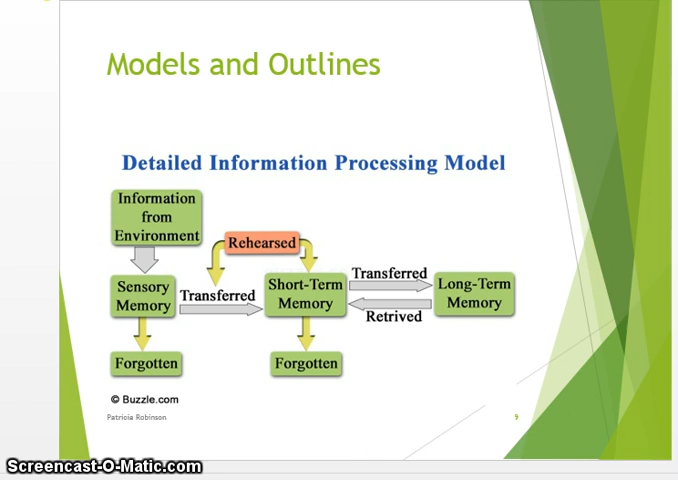 Models and Outlines
Detailed Information Processing Model
Information
from
Environment
Rehearsed
Sensory
Memory
Transferred
Short-Term
Memory
Transferred
Retrived
Long-Term
Memory
Forgotten
Forgotten
© Buzzle.com
Patricia Robinson
9
Screencast-O-Matic.com